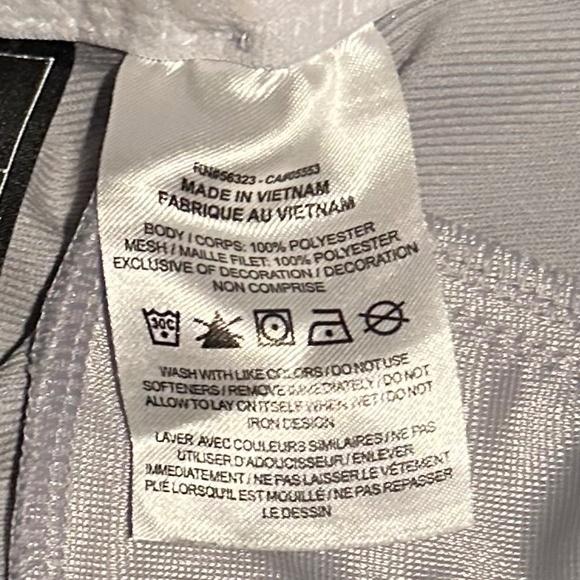 RN#56323 - CA#05553
MADE IN VIETNAM
FABRIQUE AU VIETNAM
BODY / CORPS: 100% POLYESTER
MESH / MAILLE FILET: 100% POLYESTER
EXCLUSIVE OF DECORATION / DECORATION
NON COMPRISE
30C
WASH WITH LIKE COLORS / DO NOT USE
SOFTENERS / REMOVE IMMEDIATELY / DO NOT
ALLOW TO LAY ON ITSELF WHEN WET / DO NOT
IRON DESIGN
LAVER AVEC COULEURS SIMILAIRES / NE PAS
UTILISER D'ADOUCISSEUR / ENLEVER
IMMEDIATEMENT / NE PAS LAISSER LE VÊTEMENT
PLIÉ LORSQU'IL EST MOUILLÉ / NE PAS REPASSER
LE DESSIN